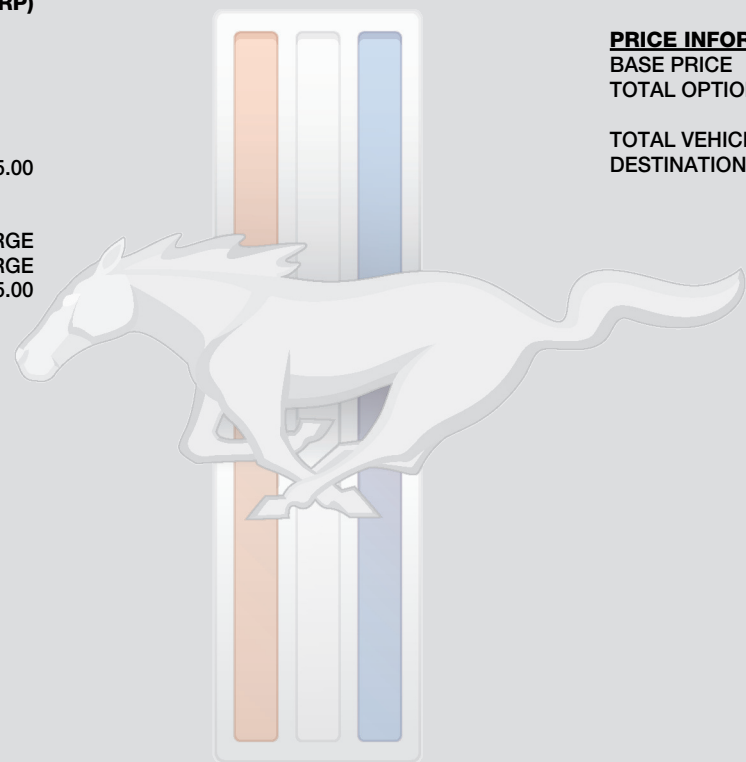 RP)
5.00
RGE
RGE
5.00
PRICE INFOR
BASE PRICE
TOTAL OPTIO
TOTAL VEHICL
DESTINATION